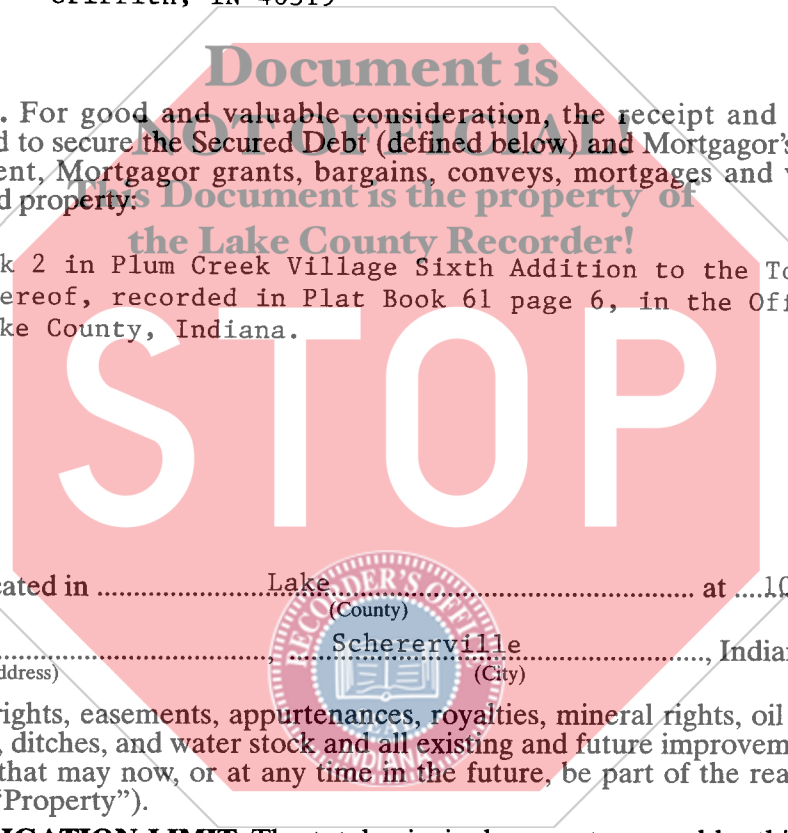 Griffith, IN 46319
Document is
. For good and valuable consideration, the receipt and
NOT OFFICIAL!
d to secure the Secured Debt (defined below) and Mortgagor's
ent, Mortgagor grants, bargains, conveys, mortgages and
This Document is the property of
d property:
the Lake County Recorder!
k 2 in Plum Creek Village Sixth Addition to the To
ereof, recorded in Plat Book 61 page 6, in the Off
ke County, Indiana.
STOP
cated in ........................Lake.................................................... at ....10
(County)
RECORDER'S OFFICE
......................................, ......Schererville............................, Indian
ddress) (City)
SEAL
INDIANA
rights, easements, appurtenances, royalties, mineral rights, oil
, ditches, and water stock and all existing and future improvem
that may now, or at any time in the future, be part of the rea
"Property").